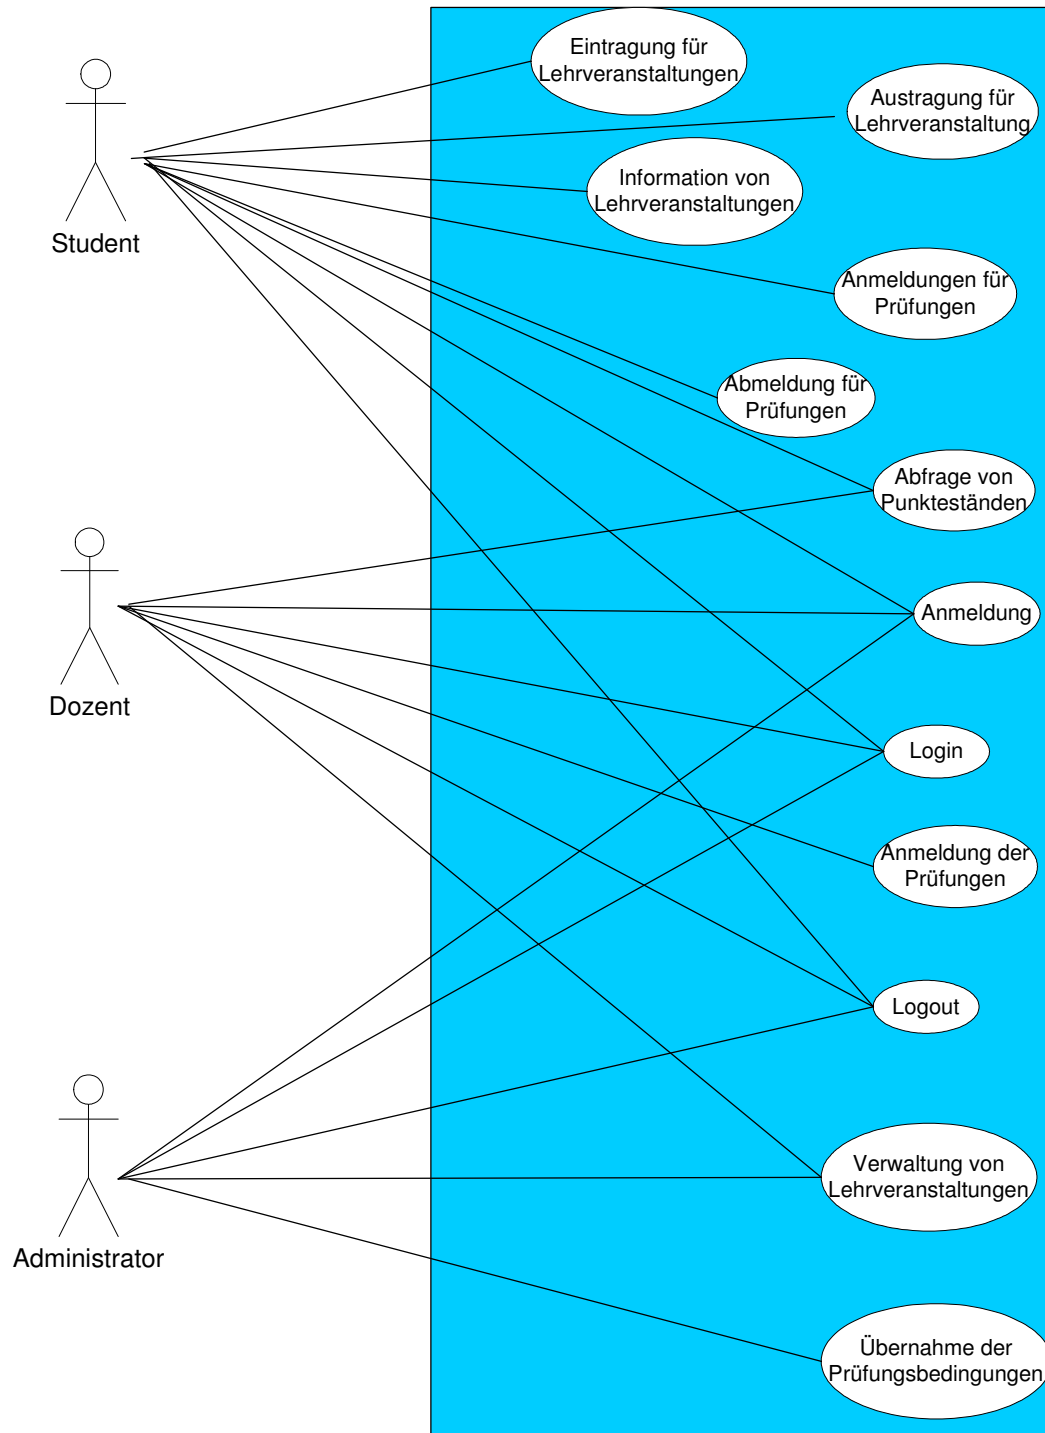 Eintragung für
Lehrveranstaltungen
Austragung für
Lehrveranstaltung
Information von
Lehrveranstaltungen
Student
Anmeldungen für
Prüfungen
Abmeldung für
Prüfungen
Abfrage von
Punkteständen
Anmeldung
Dozent
Login
Anmeldung der
Prüfungen
Logout
Verwaltung von
Lehrveranstaltungen
Administrator
Übernahme der
Prüfungsbedingungen